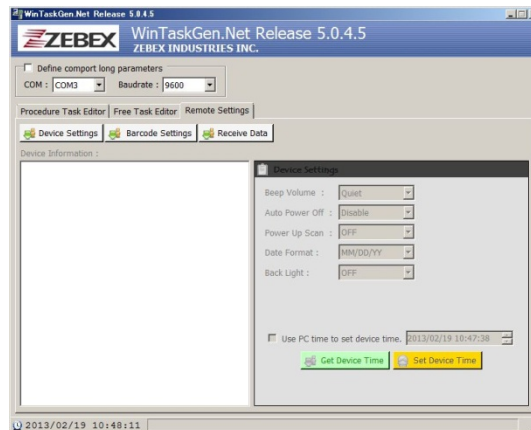 WinTaskGen.Net Release 5.0.4.5
ZEBEX
WinTaskGen.Net Release 5.0.4.5
ZEBEX INDUSTRIES INC.
Define comport long parameters
COM : COM3 Baudrate : 9600
Procedure Task Editor Free Task Editor Remote Settings
Device Settings Barcode Settings Receive Data
Device Information :
Device Settings
Beep Volume : Quiet
Auto Power Off : Disable
Power Up Scan : OFF
Date Format : MM/DD/YY
Back Light : OFF
Use PC time to set device time. 2013/02/19 10:47:38
Get Device Time Set Device Time
2013/02/19 10:48:11